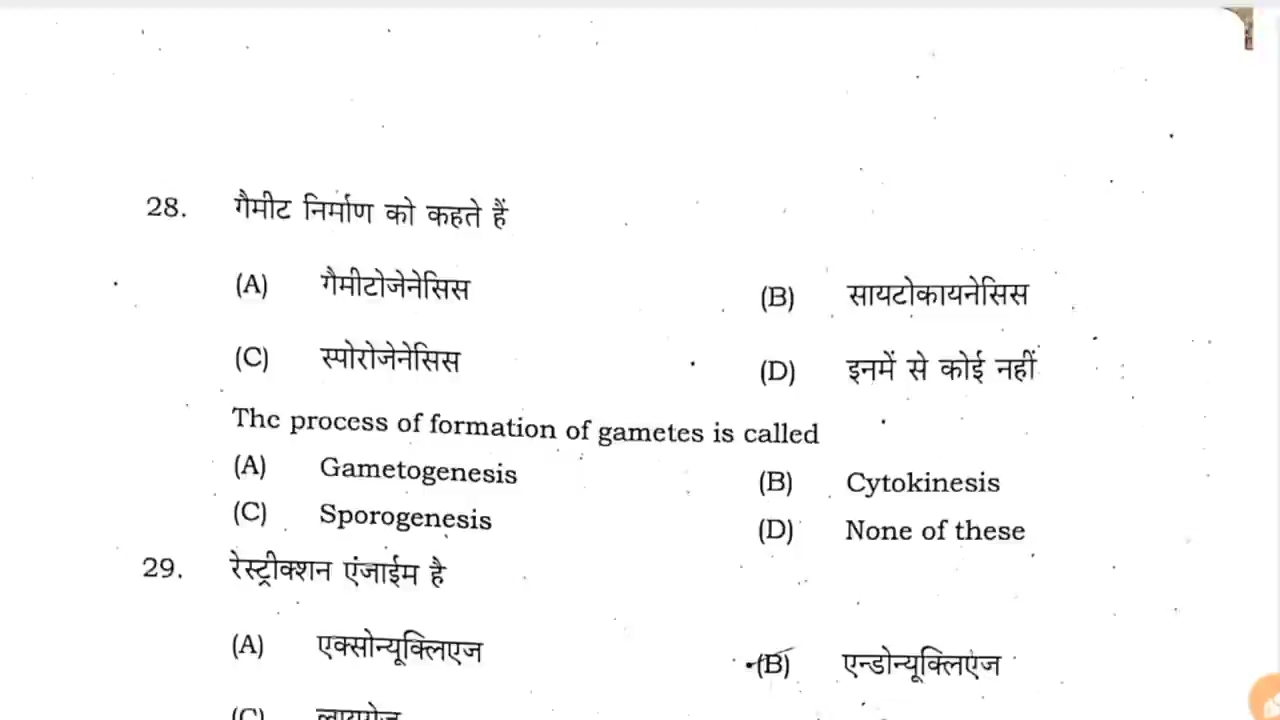 28. गैमीट निर्माण को कहते हैं
(A) गैमीटोजेनेसिस (B) सायटोकायनेसिस
(C) स्पोरोजेनेसिस (D) इनमें से कोई नहीं
The process of formation of gametes is called
(A) Gametogenesis (B) Cytokinesis
(C) Sporogenesis (D) None of these
29. रेस्ट्रीक्शन एंजाईम है
(A) एक्सोन्यूक्लिएज (B) एन्डोन्यूक्लिएज
(C) लायगेज